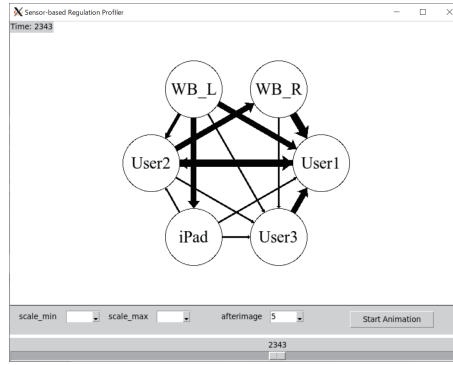 Sensor-based Regulation Profiler
Time: 2343
WB_L WB_R
User2 User1
iPad User3
scale_min scale_max afterimage 5 Start Animation
2343